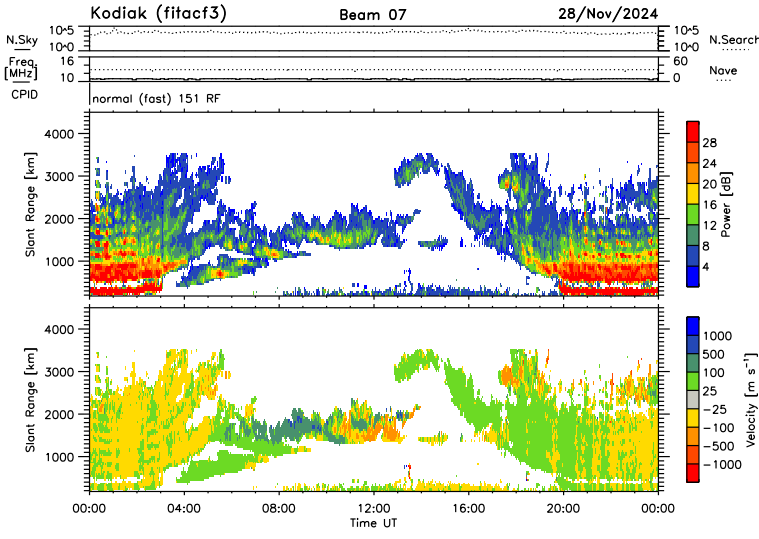 Kodiak (fitacf3) Beam 07 28/Nov/2024
N.Sky 10^5 10^0 10^5 10^0 N.Search
Freq. [MHz] 16 10 60 0 Nave
CPID normal (fast) 151 RF
Slant Range [km] 4000 3000 2000 1000
Power [dB] 28 24 20 16 12 8 4
Slant Range [km] 4000 3000 2000 1000
Velocity [m s⁻¹] 1000 500 100 25 −25 −100 −500 −1000
00:00 04:00 08:00 12:00 16:00 20:00 00:00
Time UT